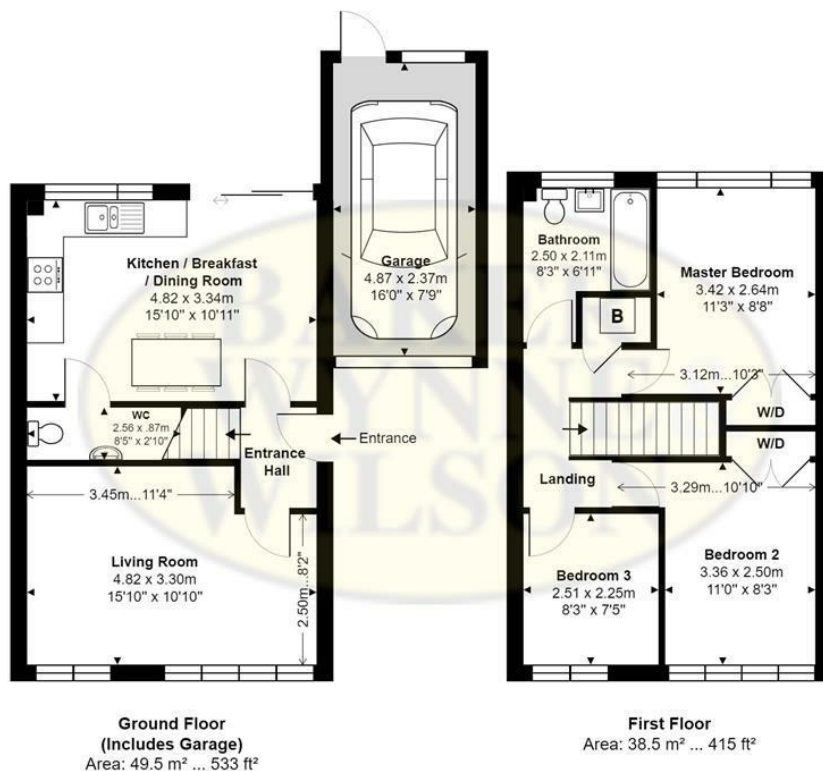 Kitchen / Breakfast
/ Dining Room
4.82 x 3.34m
15'10" x 10'11"
Garage
4.87 x 2.37m
16'0" x 7'9"
WC
2.56 x .87m
8'5" x 2'10"
Entrance
Hall
Entrance
3.45m...11'4"
Living Room
4.82 x 3.30m
15'10" x 10'10"
2.50m...8'2"
Ground Floor
(Includes Garage)
Area: 49.5 m² ... 533 ft²
Bathroom
2.50 x 2.11m
8'3" x 6'11"
B
Master Bedroom
3.42 x 2.64m
11'3" x 8'8"
3.12m...10'3"
W/D
W/D
Landing
3.29m...10'10"
Bedroom 3
2.51 x 2.25m
8'3" x 7'5"
Bedroom 2
3.36 x 2.50m
11'0" x 8'3"
First Floor
Area: 38.5 m² ... 415 ft²
BAKER
WYNNE
WILSON